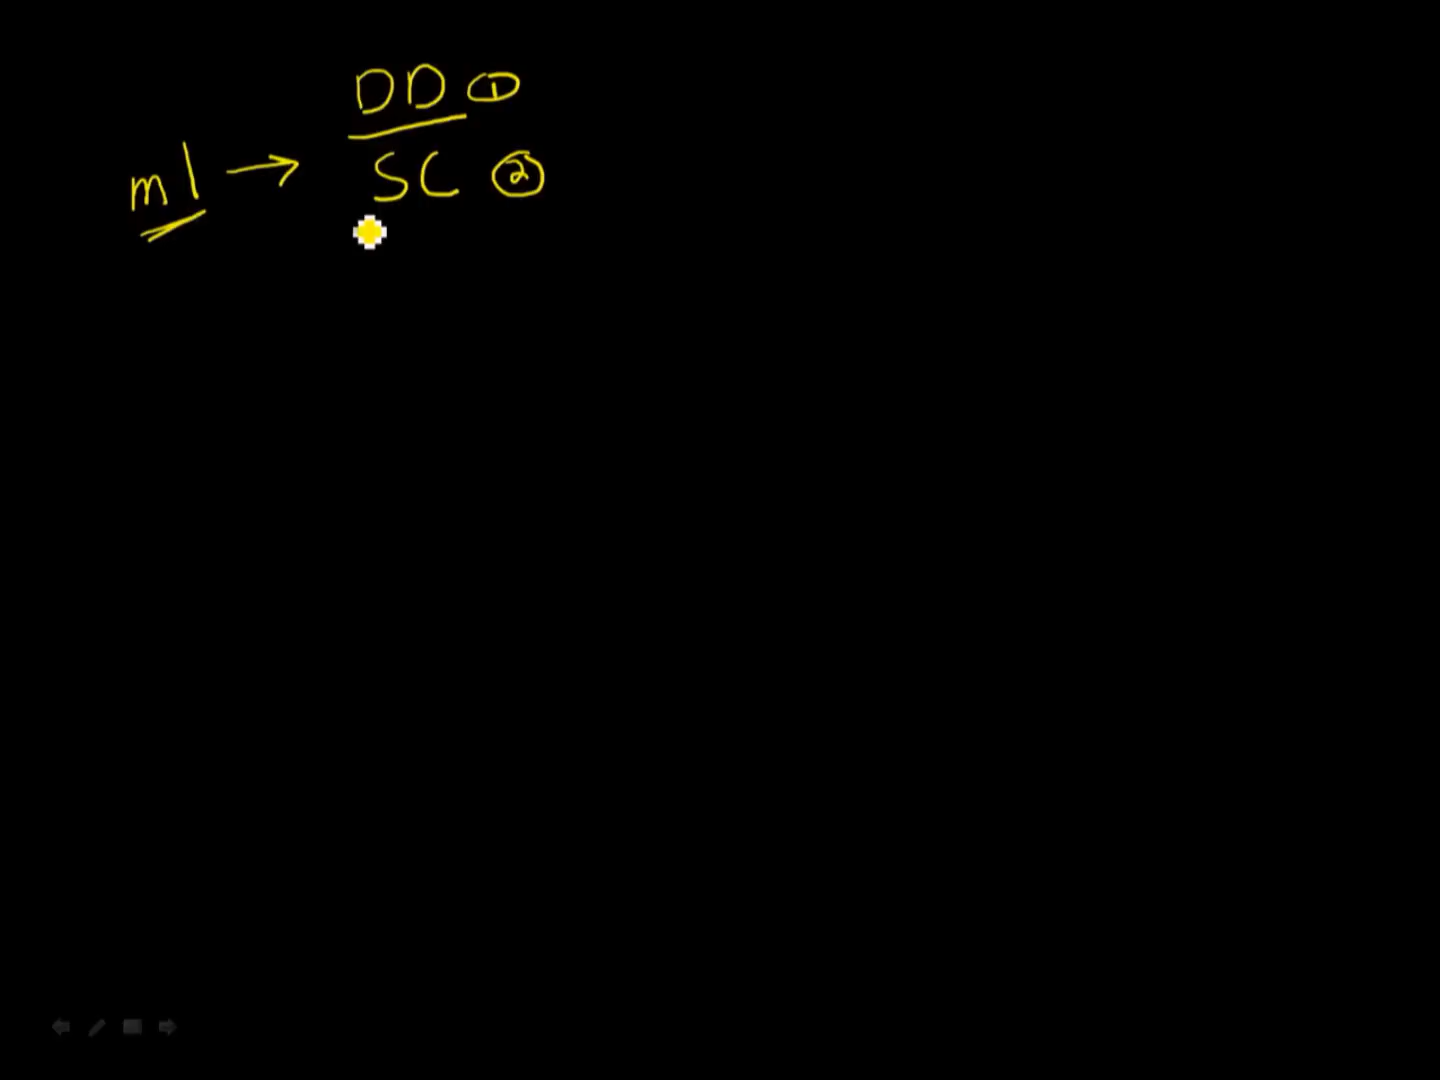 DD ①
ml → SC ②